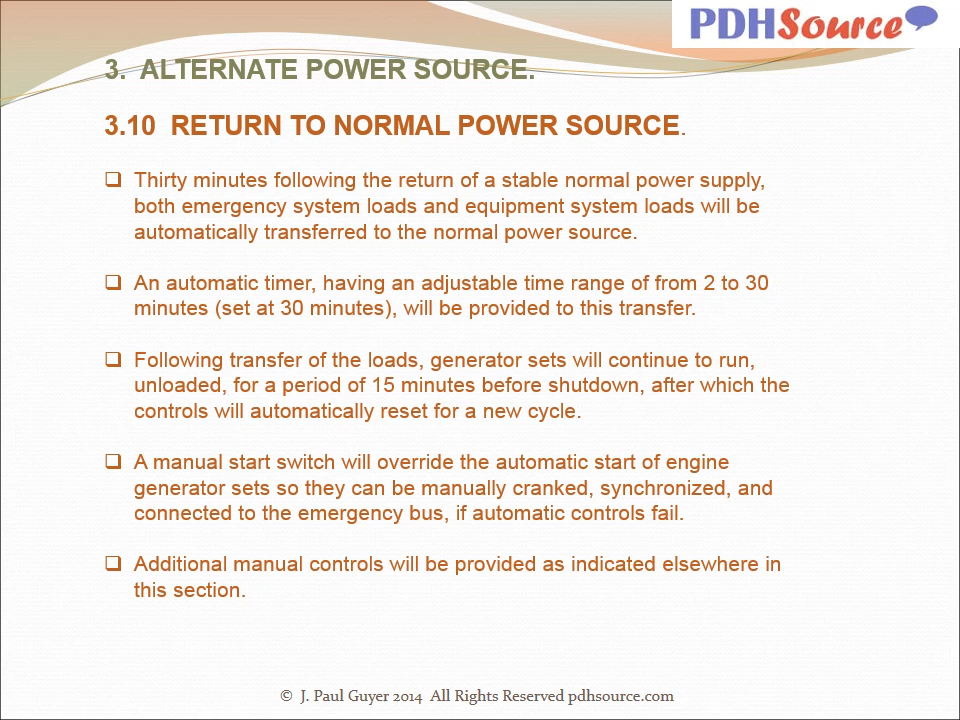 PDHSource
3. ALTERNATE POWER SOURCE.
3.10 RETURN TO NORMAL POWER SOURCE.
❑ Thirty minutes following the return of a stable normal power supply,
both emergency system loads and equipment system loads will be
automatically transferred to the normal power source.
❑ An automatic timer, having an adjustable time range of from 2 to 30
minutes (set at 30 minutes), will be provided to this transfer.
❑ Following transfer of the loads, generator sets will continue to run,
unloaded, for a period of 15 minutes before shutdown, after which the
controls will automatically reset for a new cycle.
❑ A manual start switch will override the automatic start of engine
generator sets so they can be manually cranked, synchronized, and
connected to the emergency bus, if automatic controls fail.
❑ Additional manual controls will be provided as indicated elsewhere in
this section.
© J. Paul Guyer 2014 All Rights Reserved pdhsource.com